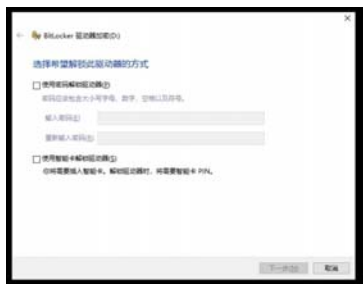 BitLocker 驱动器加密(D:)
选择希望解锁此驱动器的方式
使用密码解锁驱动器(P)
密码应该包含大小写字母、数字、空格以及符号。
输入密码(E)
重新输入密码(R)
使用智能卡解锁驱动器(S)
你将需要插入智能卡。解锁驱动器时，将需要智能卡 PIN。
下一步(N)
取消